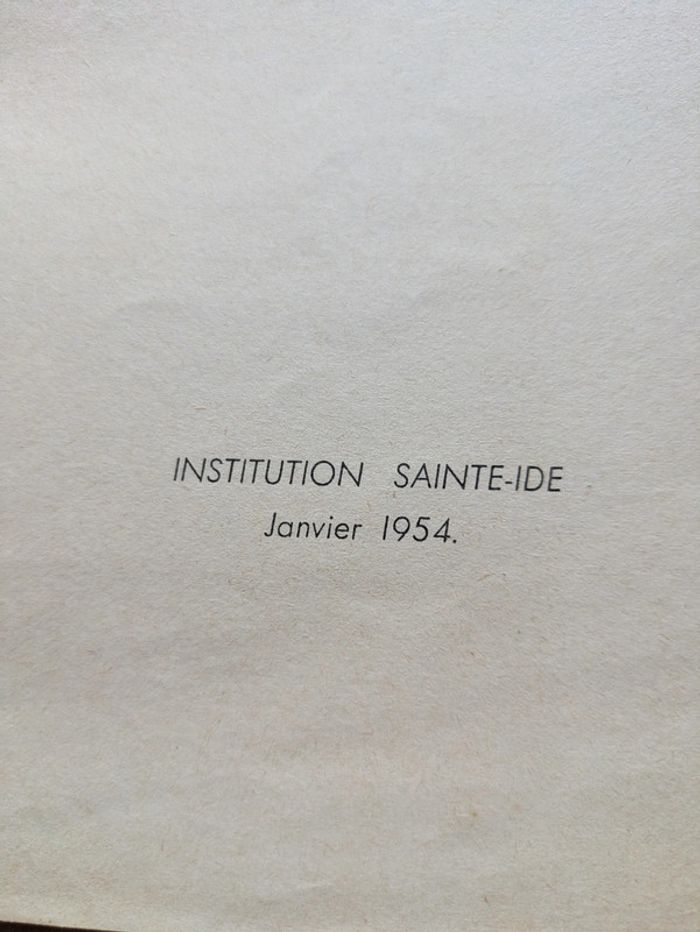 INSTITUTION SAINTE-IDE
Janvier 1954.